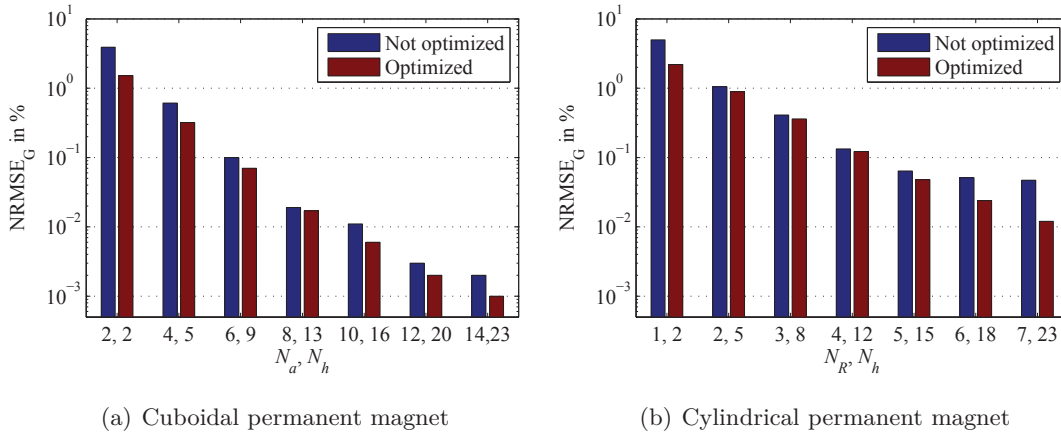 10^1
10^0
10^-1
10^-2
10^-3
NRMSE_G in %
Not optimized
Optimized
2, 2 4, 5 6, 9 8, 13 10, 16 12, 20 14,23
N_a, N_h
(a) Cuboidal permanent magnet
10^1
10^0
10^-1
10^-2
10^-3
NRMSE_G in %
Not optimized
Optimized
1, 2 2, 5 3, 8 4, 12 5, 15 6, 18 7, 23
N_R, N_h
(b) Cylindrical permanent magnet